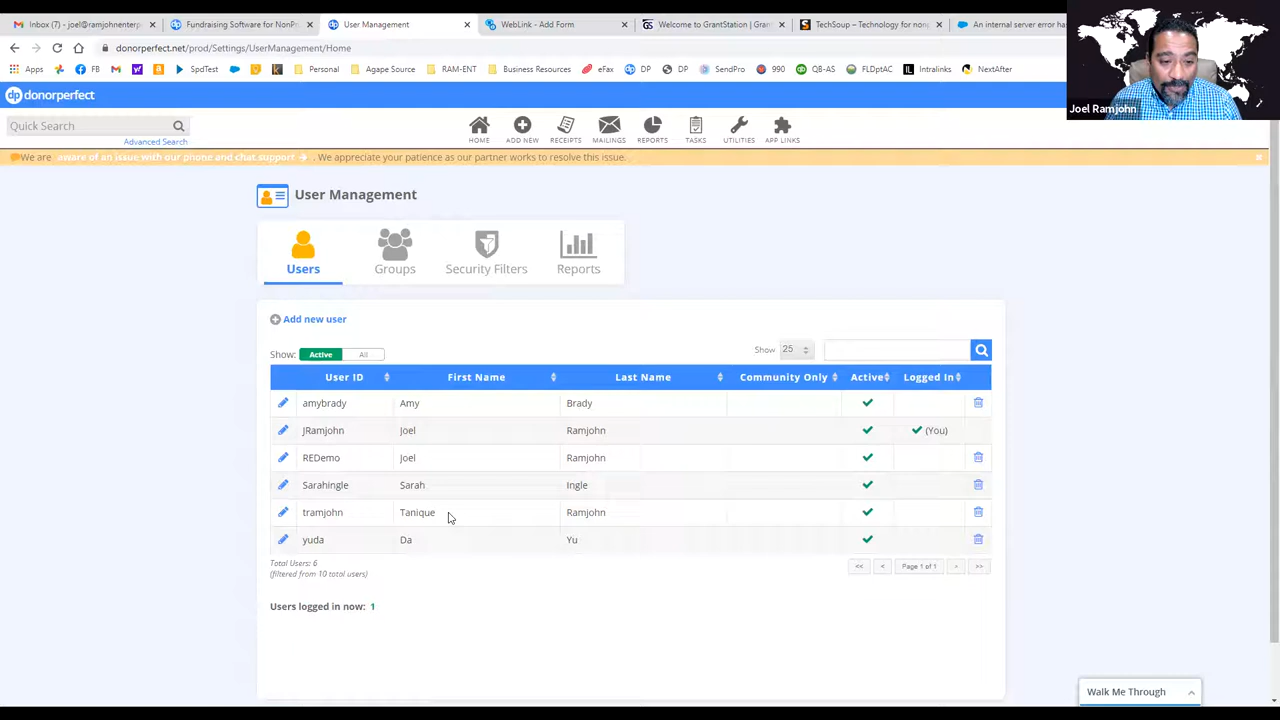 Inbox (7) - joel@ramjohnenterp
Fundraising Software for NonPr
User Management
WebLink - Add Form
Welcome to GrantStation | Gran
TechSoup – Technology for nonp
An internal server error has
donorperfect.net/prod/Settings/UserManagement/Home
Apps FB SpdTest Personal Agape Source RAM-ENT Business Resources eFax DP DP SendPro 990 QB-AS FLDptAC Intralinks NextAfter
Joel Ramjohn
dp donorperfect
Quick Search
Advanced Search
HOME ADD NEW RECEIPTS MAILINGS REPORTS TASKS UTILITIES APP LINKS
We are aware of an issue with our phone and chat support → . We appreciate your patience as our partner works to resolve this issue.
User Management
Users Groups Security Filters Reports
Add new user
Show: Active All Show 25
User ID First Name Last Name Community Only Active Logged In
amybrady Amy Brady
JRamjohn Joel Ramjohn (You)
REDemo Joel Ramjohn
Sarahingle Sarah Ingle
tramjohn Tanique Ramjohn
yuda Da Yu
Total Users: 6
(filtered from 10 total users)
<< < Page 1 of 1 > >>
Users logged in now: 1
Walk Me Through